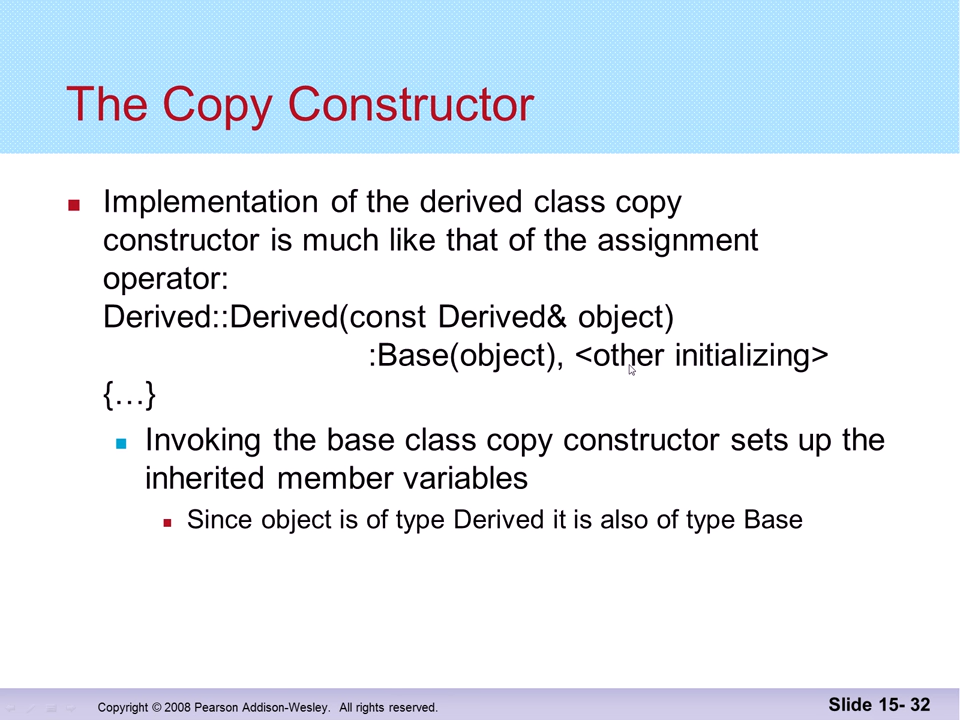 The Copy Constructor
Implementation of the derived class copy
constructor is much like that of the assignment
operator:
Derived::Derived(const Derived& object)
:Base(object), <other initializing>
{…}
Invoking the base class copy constructor sets up the
inherited member variables
Since object is of type Derived it is also of type Base
Copyright © 2008 Pearson Addison-Wesley. All rights reserved.
Slide 15- 32